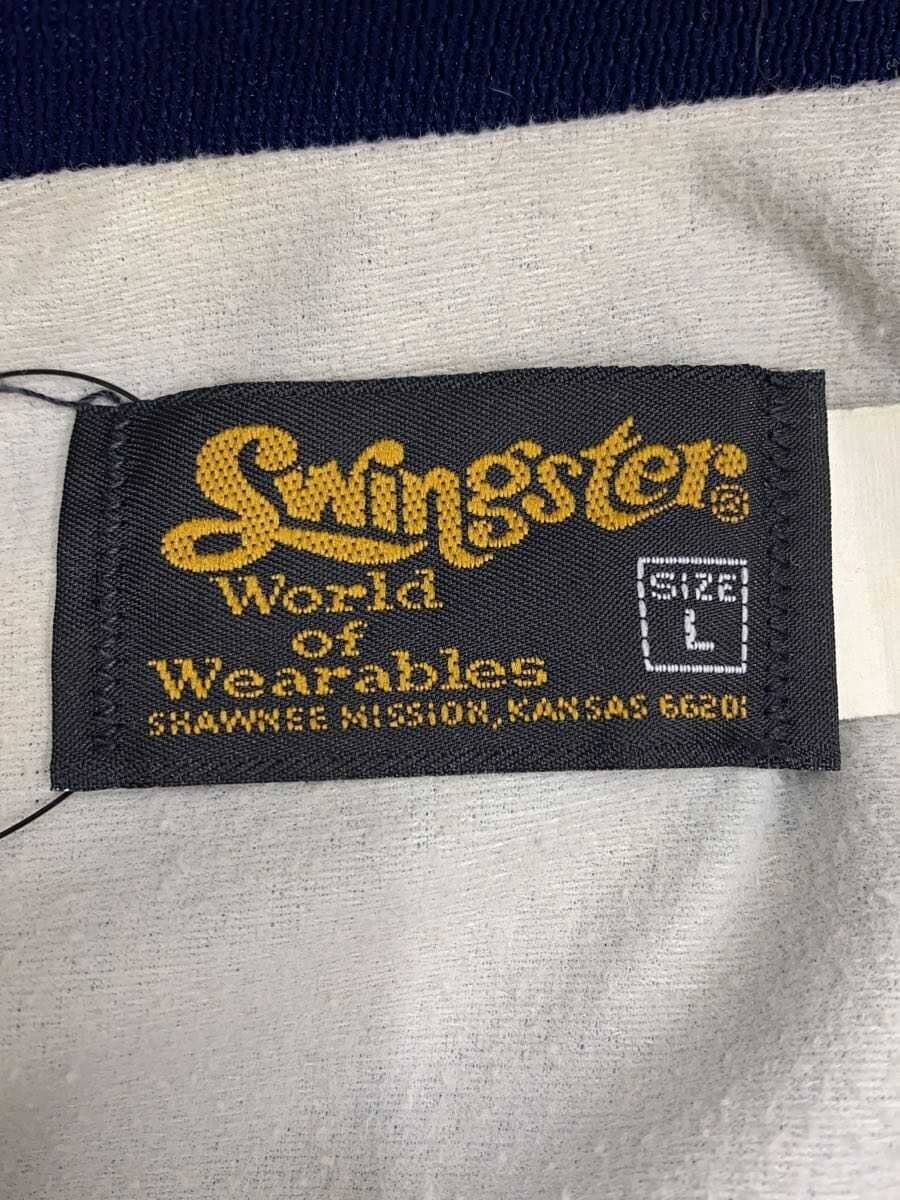 Swingster®
World
of
Wearables
SIZE
L
SHAWNEE MISSION, KANSAS 66201